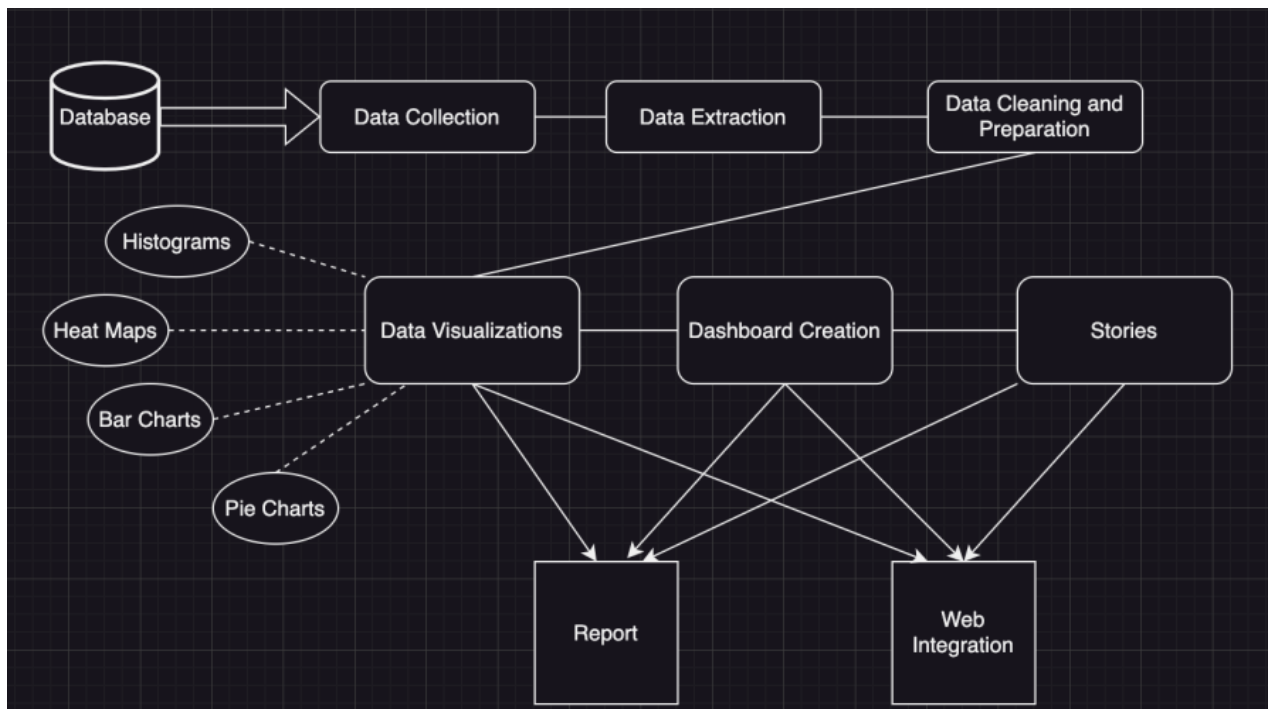 Database
Data Collection
Data Extraction
Data Cleaning and
Preparation
Histograms
Heat Maps
Data Visualizations
Dashboard Creation
Stories
Bar Charts
Pie Charts
Report
Web
Integration